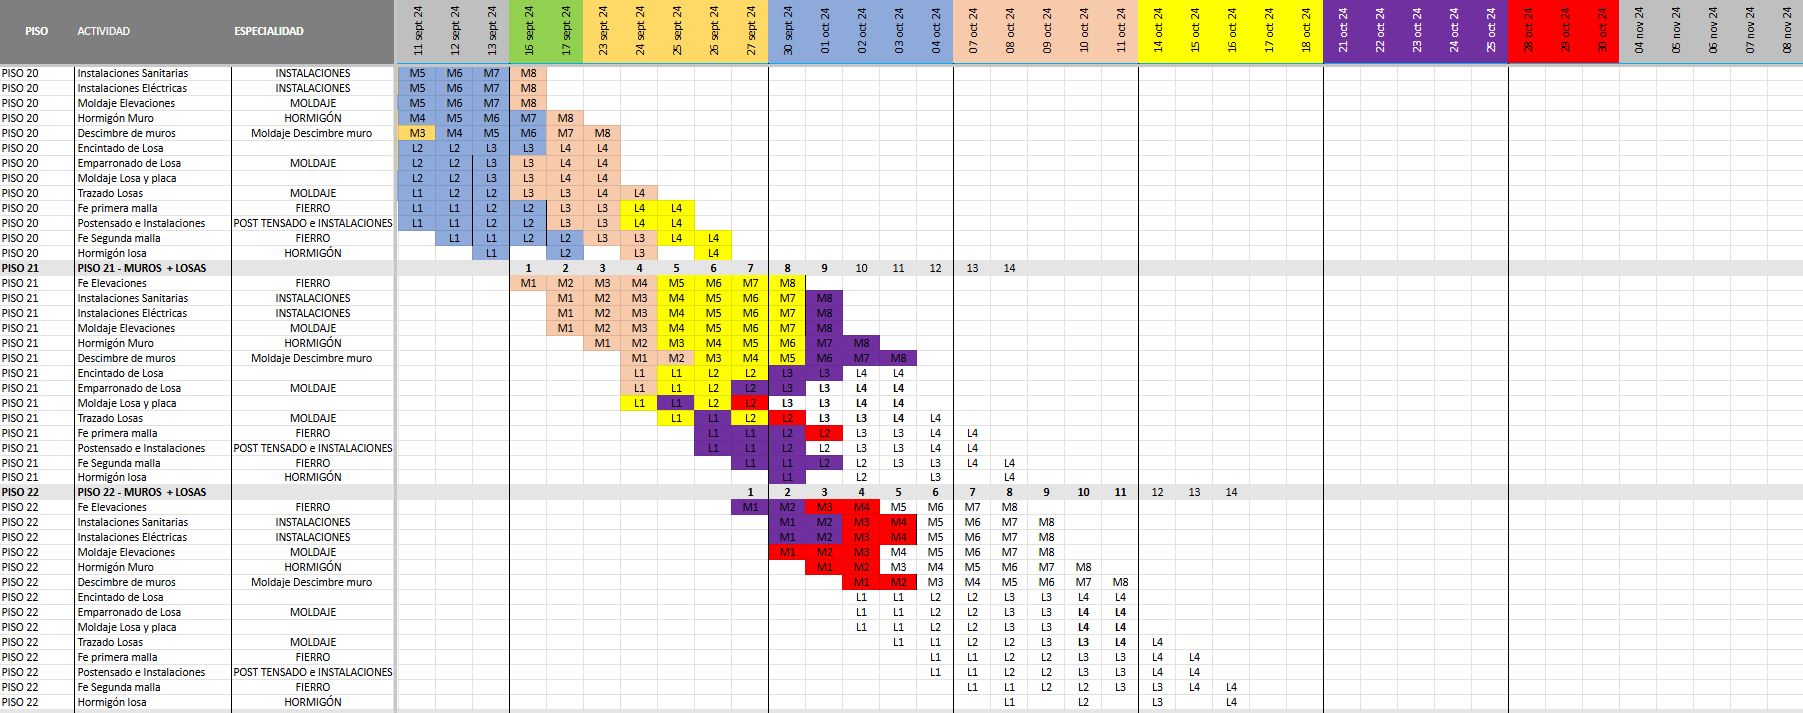 PISO ACTIVIDAD ESPECIALIDAD 11 sept 24 12 sept 24 13 sept 24 16 sept 24 17 sept 24 23 sept 24 24 sept 24 25 sept 24 26 sept 24 27 sept 24 30 sept 24 01 oct 24 02 oct 24 03 oct 24 04 oct 24 07 oct 24 08 oct 24 09 oct 24 10 oct 24 11 oct 24 14 oct 24 15 oct 24 16 oct 24 17 oct 24 18 oct 24 21 oct 24 22 oct 24 23 oct 24 24 oct 24 25 oct 24 28 oct 24 29 oct 24 30 oct 24 04 nov 24 05 nov 24 06 nov 24 07 nov 24 08 nov 24
PISO 20 Instalaciones Sanitarias INSTALACIONES M5 M6 M7 M8
PISO 20 Instalaciones Eléctricas INSTALACIONES M5 M6 M7 M8
PISO 20 Moldaje Elevaciones MOLDAJE M5 M6 M7 M8
PISO 20 Hormigón Muro HORMIGÓN M4 M5 M6 M7 M8
PISO 20 Descimbre de muros Moldaje Descimbre muro M3 M4 M5 M6 M7 M8
PISO 20 Encintado de Losa L2 L2 L3 L3 L4 L4
PISO 20 Emparronado de Losa MOLDAJE L2 L2 L3 L3 L4 L4
PISO 20 Moldaje Losa y placa L2 L2 L3 L3 L4 L4
PISO 20 Trazado Losas MOLDAJE L1 L2 L2 L3 L3 L4 L4
PISO 20 Fe primera malla FIERRO L1 L1 L2 L2 L3 L3 L4 L4
PISO 20 Postensado e Instalaciones POST TENSADO e INSTALACIONES L1 L1 L2 L2 L3 L3 L4 L4
PISO 20 Fe Segunda malla FIERRO L1 L1 L2 L2 L3 L3 L4 L4
PISO 20 Hormigón losa HORMIGÓN L1 L2 L3 L4
PISO 21 PISO 21 - MUROS + LOSAS 1 2 3 4 5 6 7 8 9 10 11 12 13 14
PISO 21 Fe Elevaciones FIERRO M1 M2 M3 M4 M5 M6 M7 M8
PISO 21 Instalaciones Sanitarias INSTALACIONES M1 M2 M3 M4 M5 M6 M7 M8
PISO 21 Instalaciones Eléctricas INSTALACIONES M1 M2 M3 M4 M5 M6 M7 M8
PISO 21 Moldaje Elevaciones MOLDAJE M1 M2 M3 M4 M5 M6 M7 M8
PISO 21 Hormigón Muro HORMIGÓN M1 M2 M3 M4 M5 M6 M7 M8
PISO 21 Descimbre de muros Moldaje Descimbre muro M1 M2 M3 M4 M5 M6 M7 M8
PISO 21 Encintado de Losa L1 L1 L2 L2 L3 L3 L4 L4
PISO 21 Emparronado de Losa MOLDAJE L1 L1 L2 L2 L3 L3 L4 L4
PISO 21 Moldaje Losa y placa L1 L1 L2 L2 L3 L3 L4 L4
PISO 21 Trazado Losas MOLDAJE L1 L1 L2 L2 L3 L3 L4 L4
PISO 21 Fe primera malla FIERRO L1 L1 L2 L2 L3 L3 L4 L4
PISO 21 Postensado e Instalaciones POST TENSADO e INSTALACIONES L1 L1 L2 L2 L3 L3 L4 L4
PISO 21 Fe Segunda malla FIERRO L1 L1 L2 L2 L3 L3 L4 L4
PISO 21 Hormigón losa HORMIGÓN L1 L2 L3 L4
PISO 22 PISO 22 - MUROS + LOSAS 1 2 3 4 5 6 7 8 9 10 11 12 13 14
PISO 22 Fe Elevaciones FIERRO M1 M2 M3 M4 M5 M6 M7 M8
PISO 22 Instalaciones Sanitarias INSTALACIONES M1 M2 M3 M4 M5 M6 M7 M8
PISO 22 Instalaciones Eléctricas INSTALACIONES M1 M2 M3 M4 M5 M6 M7 M8
PISO 22 Moldaje Elevaciones MOLDAJE M1 M2 M3 M4 M5 M6 M7 M8
PISO 22 Hormigón Muro HORMIGÓN M1 M2 M3 M4 M5 M6 M7 M8
PISO 22 Descimbre de muros Moldaje Descimbre muro M1 M2 M3 M4 M5 M6 M7 M8
PISO 22 Encintado de Losa L1 L1 L2 L2 L3 L3 L4 L4
PISO 22 Emparronado de Losa MOLDAJE L1 L1 L2 L2 L3 L3 L4 L4
PISO 22 Moldaje Losa y placa L1 L1 L2 L2 L3 L3 L4 L4
PISO 22 Trazado Losas MOLDAJE L1 L1 L2 L2 L3 L3 L4 L4
PISO 22 Fe primera malla FIERRO L1 L1 L2 L2 L3 L3 L4 L4
PISO 22 Postensado e Instalaciones POST TENSADO e INSTALACIONES L1 L1 L2 L2 L3 L3 L4 L4
PISO 22 Fe Segunda malla FIERRO L1 L1 L2 L2 L3 L3 L4 L4
PISO 22 Hormigón losa HORMIGÓN L1 L2 L3 L4